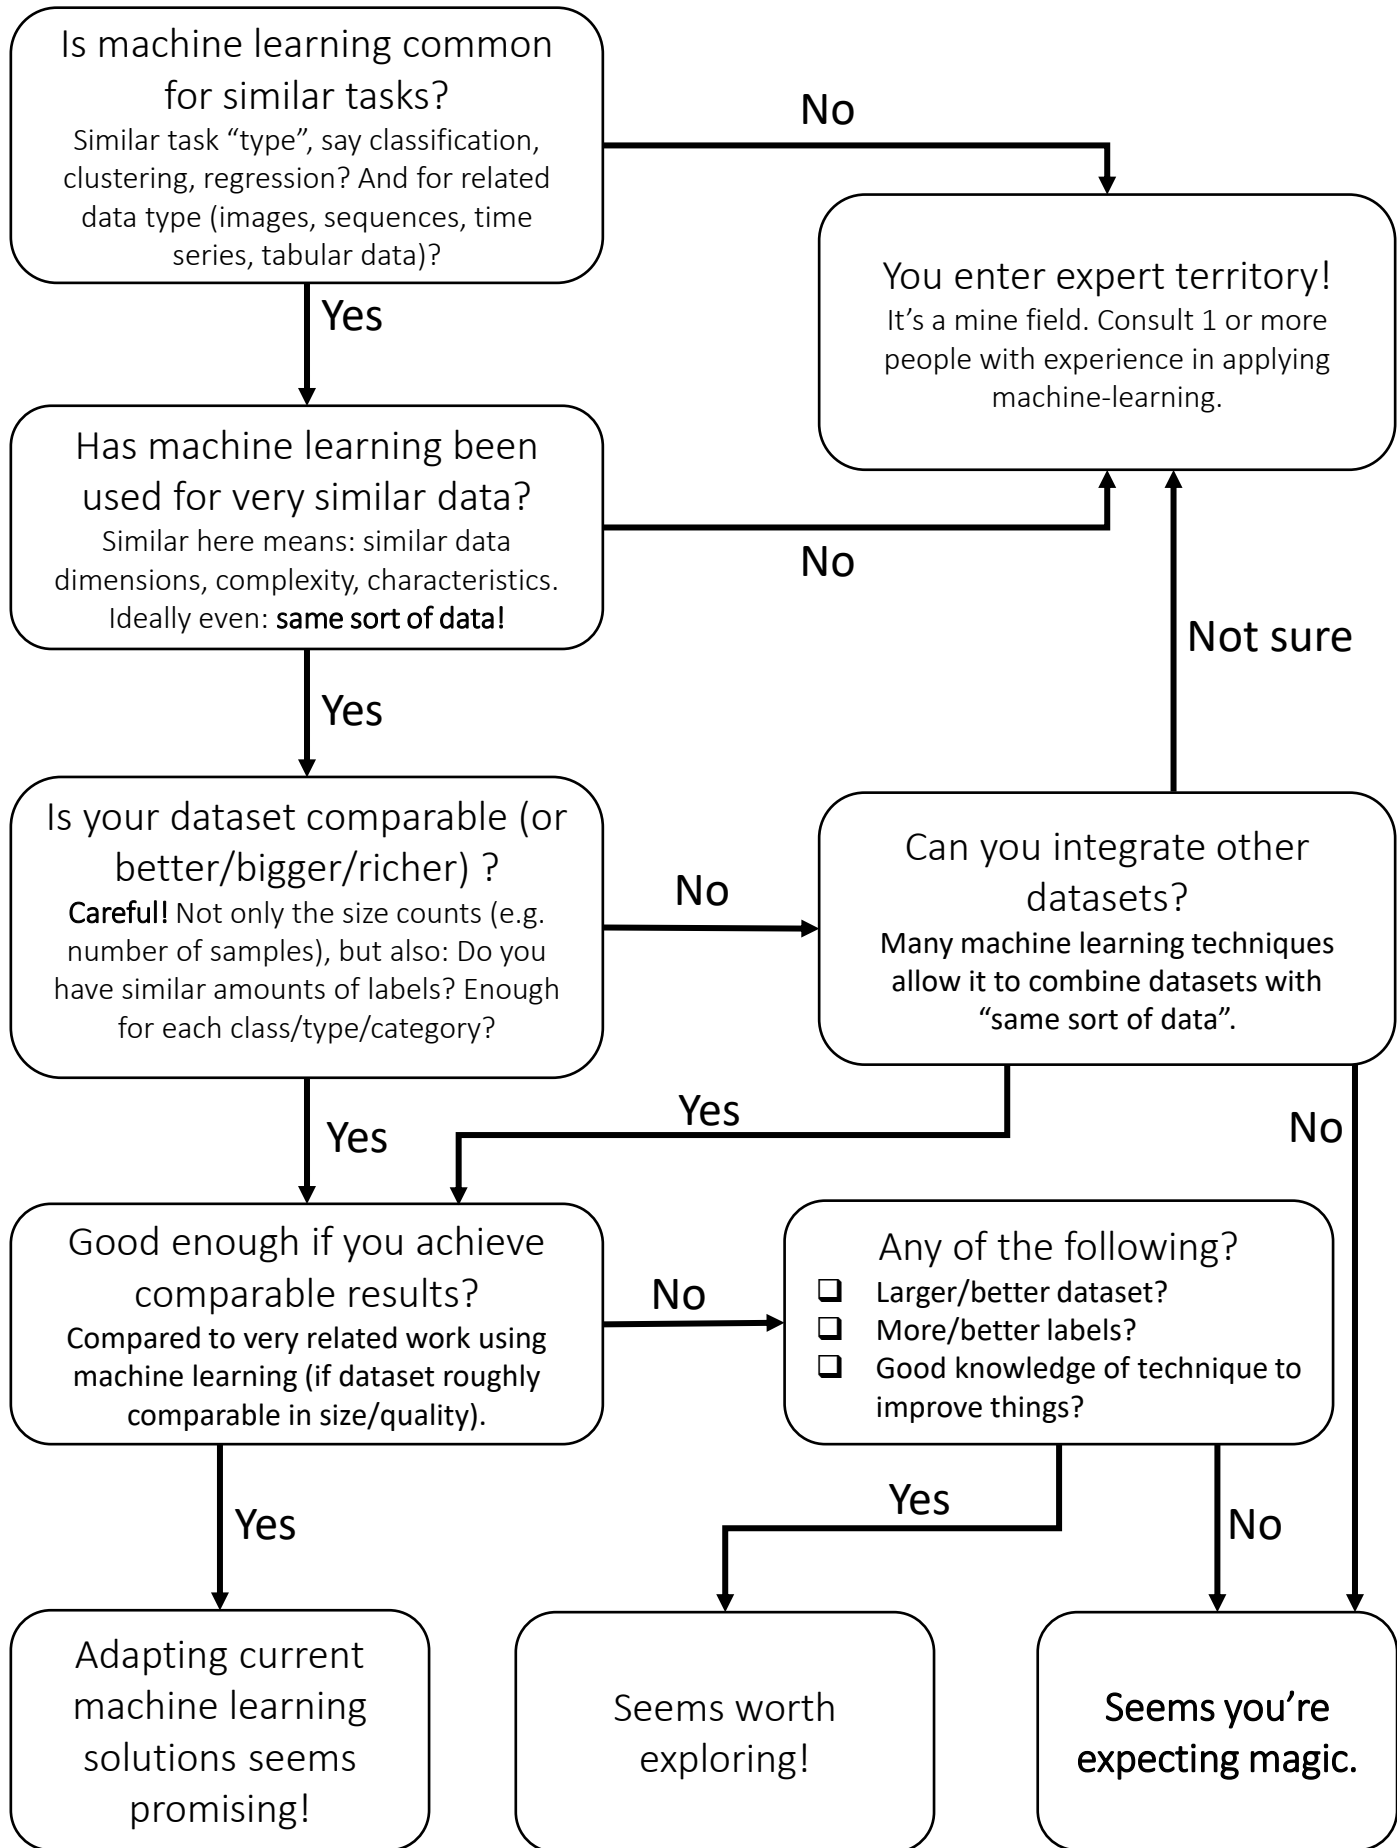 Is machine learning common
for similar tasks?
Similar task “type”, say classification,
clustering, regression? And for related
data type (images, sequences, time
series, tabular data)?
No
You enter expert territory!
It’s a mine field. Consult 1 or more
people with experience in applying
machine-learning.
Yes
Has machine learning been
used for very similar data?
Similar here means: similar data
dimensions, complexity, characteristics.
Ideally even: same sort of data!
No
Not sure
Yes
Is your dataset comparable (or
better/bigger/richer) ?
Careful! Not only the size counts (e.g.
number of samples), but also: Do you
have similar amounts of labels? Enough
for each class/type/category?
No
Can you integrate other
datasets?
Many machine learning techniques
allow it to combine datasets with
“same sort of data”.
Yes
Yes
No
Good enough if you achieve
comparable results?
Compared to very related work using
machine learning (if dataset roughly
comparable in size/quality).
No
Any of the following?
❑ Larger/better dataset?
❑ More/better labels?
❑ Good knowledge of technique to
improve things?
Yes
Yes
No
Adapting current
machine learning
solutions seems
promising!
Seems worth
exploring!
Seems you’re
expecting magic.